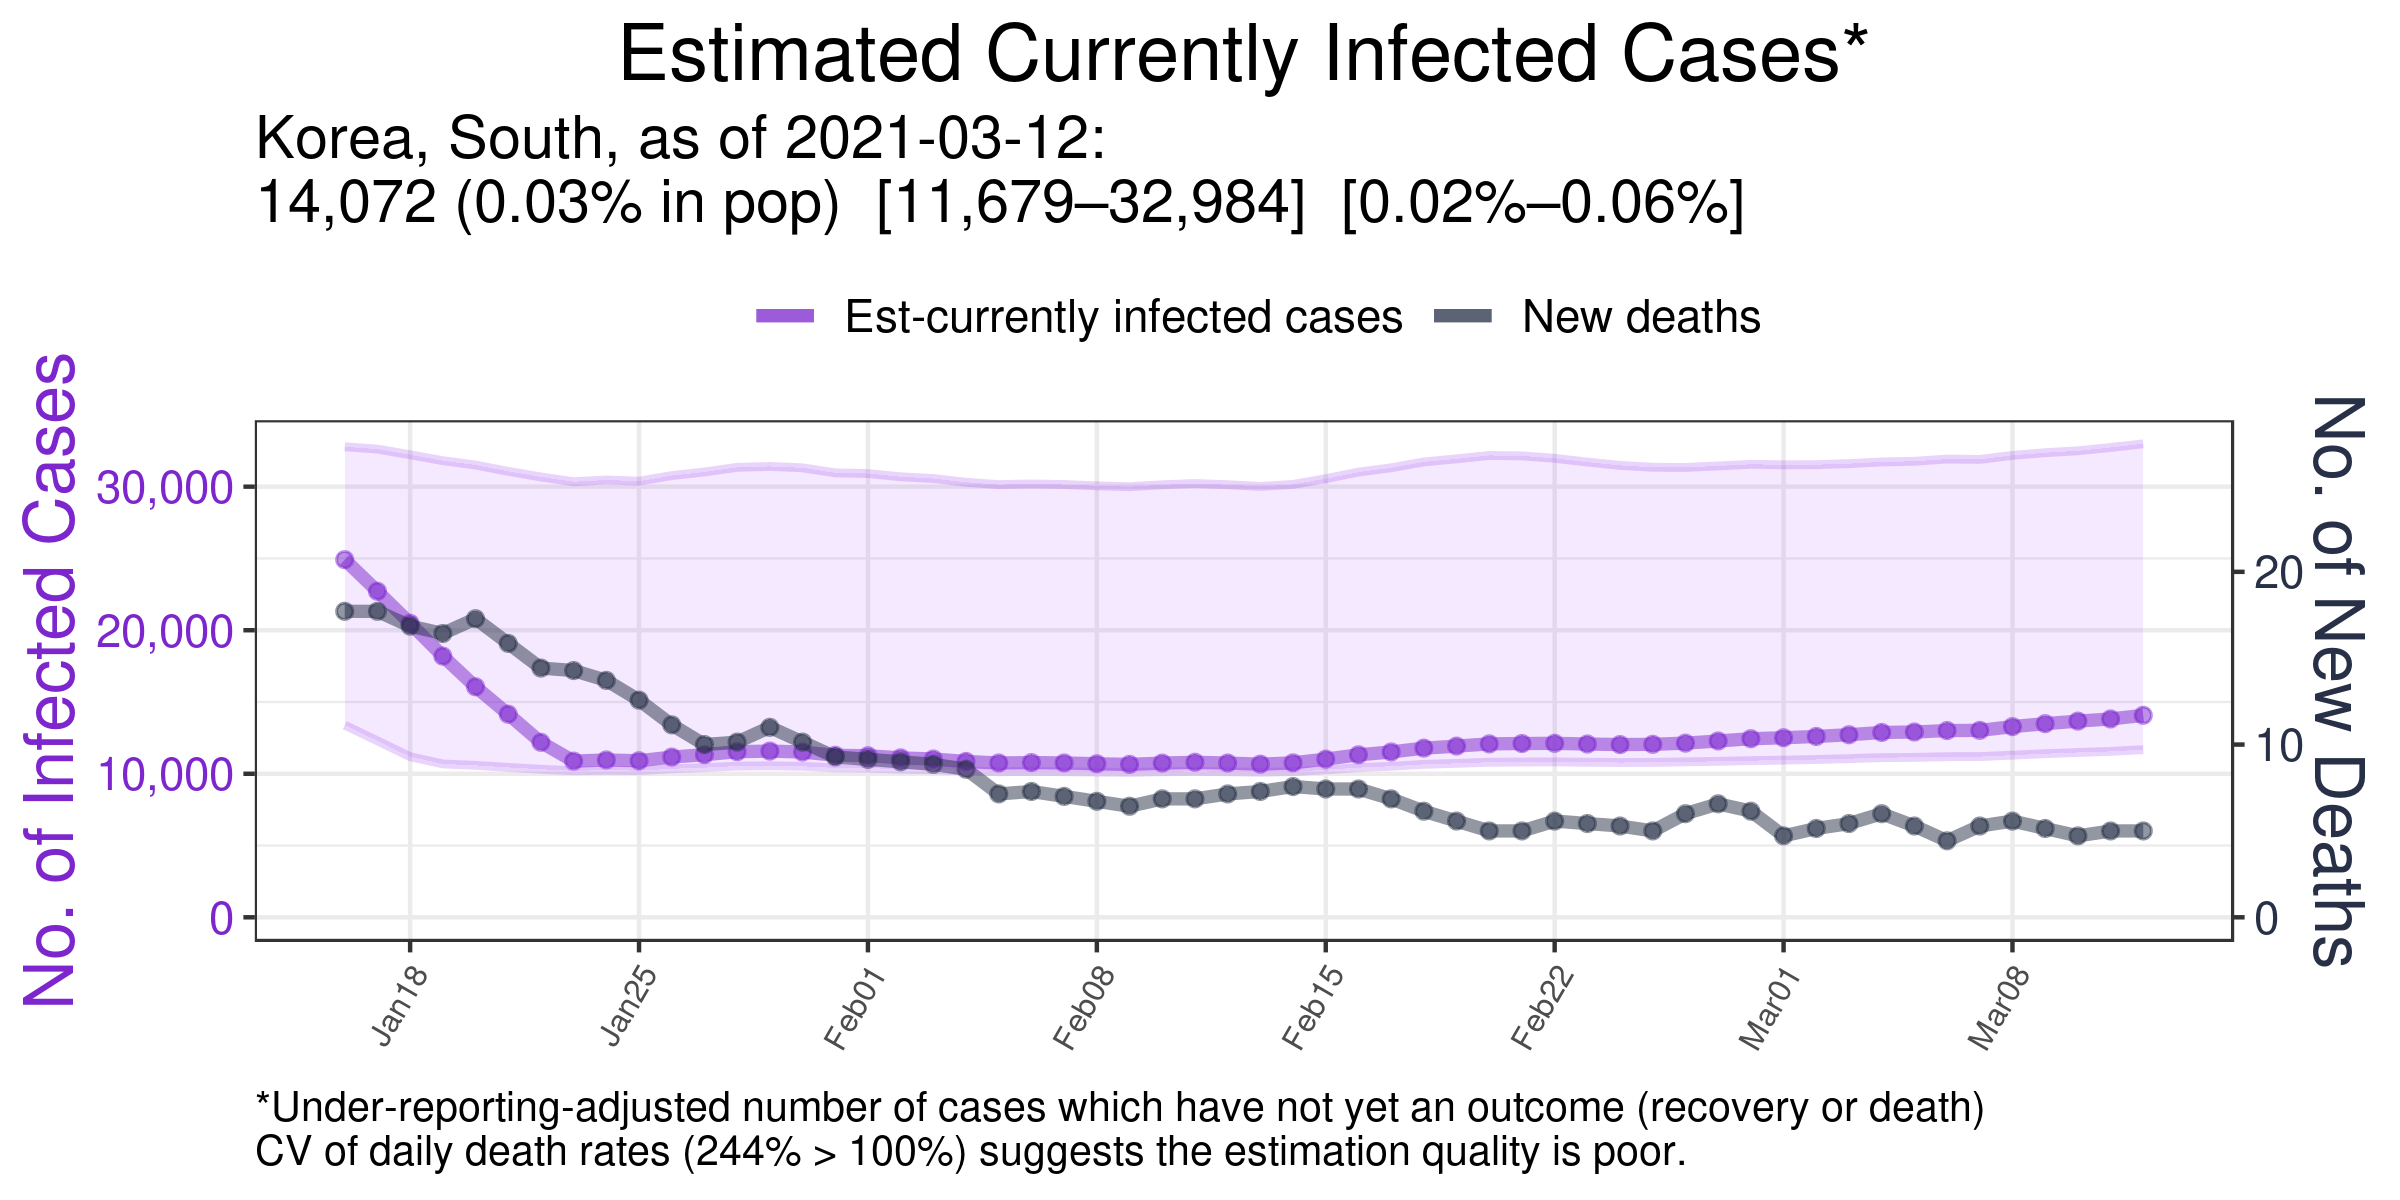 Estimated Currently Infected Cases*
Korea, South, as of 2021-03-12:
14,072 (0.03% in pop)  [11,679–32,984]  [0.02%–0.06%]
Est-currently infected cases
New deaths
No. of Infected Cases
30,000
20,000
10,000
0
No. of New Deaths
20
10
0
Jan18
Jan25
Feb01
Feb08
Feb15
Feb22
Mar01
Mar08
*Under-reporting-adjusted number of cases which have not yet an outcome (recovery or death)
CV of daily death rates (244% > 100%) suggests the estimation quality is poor.